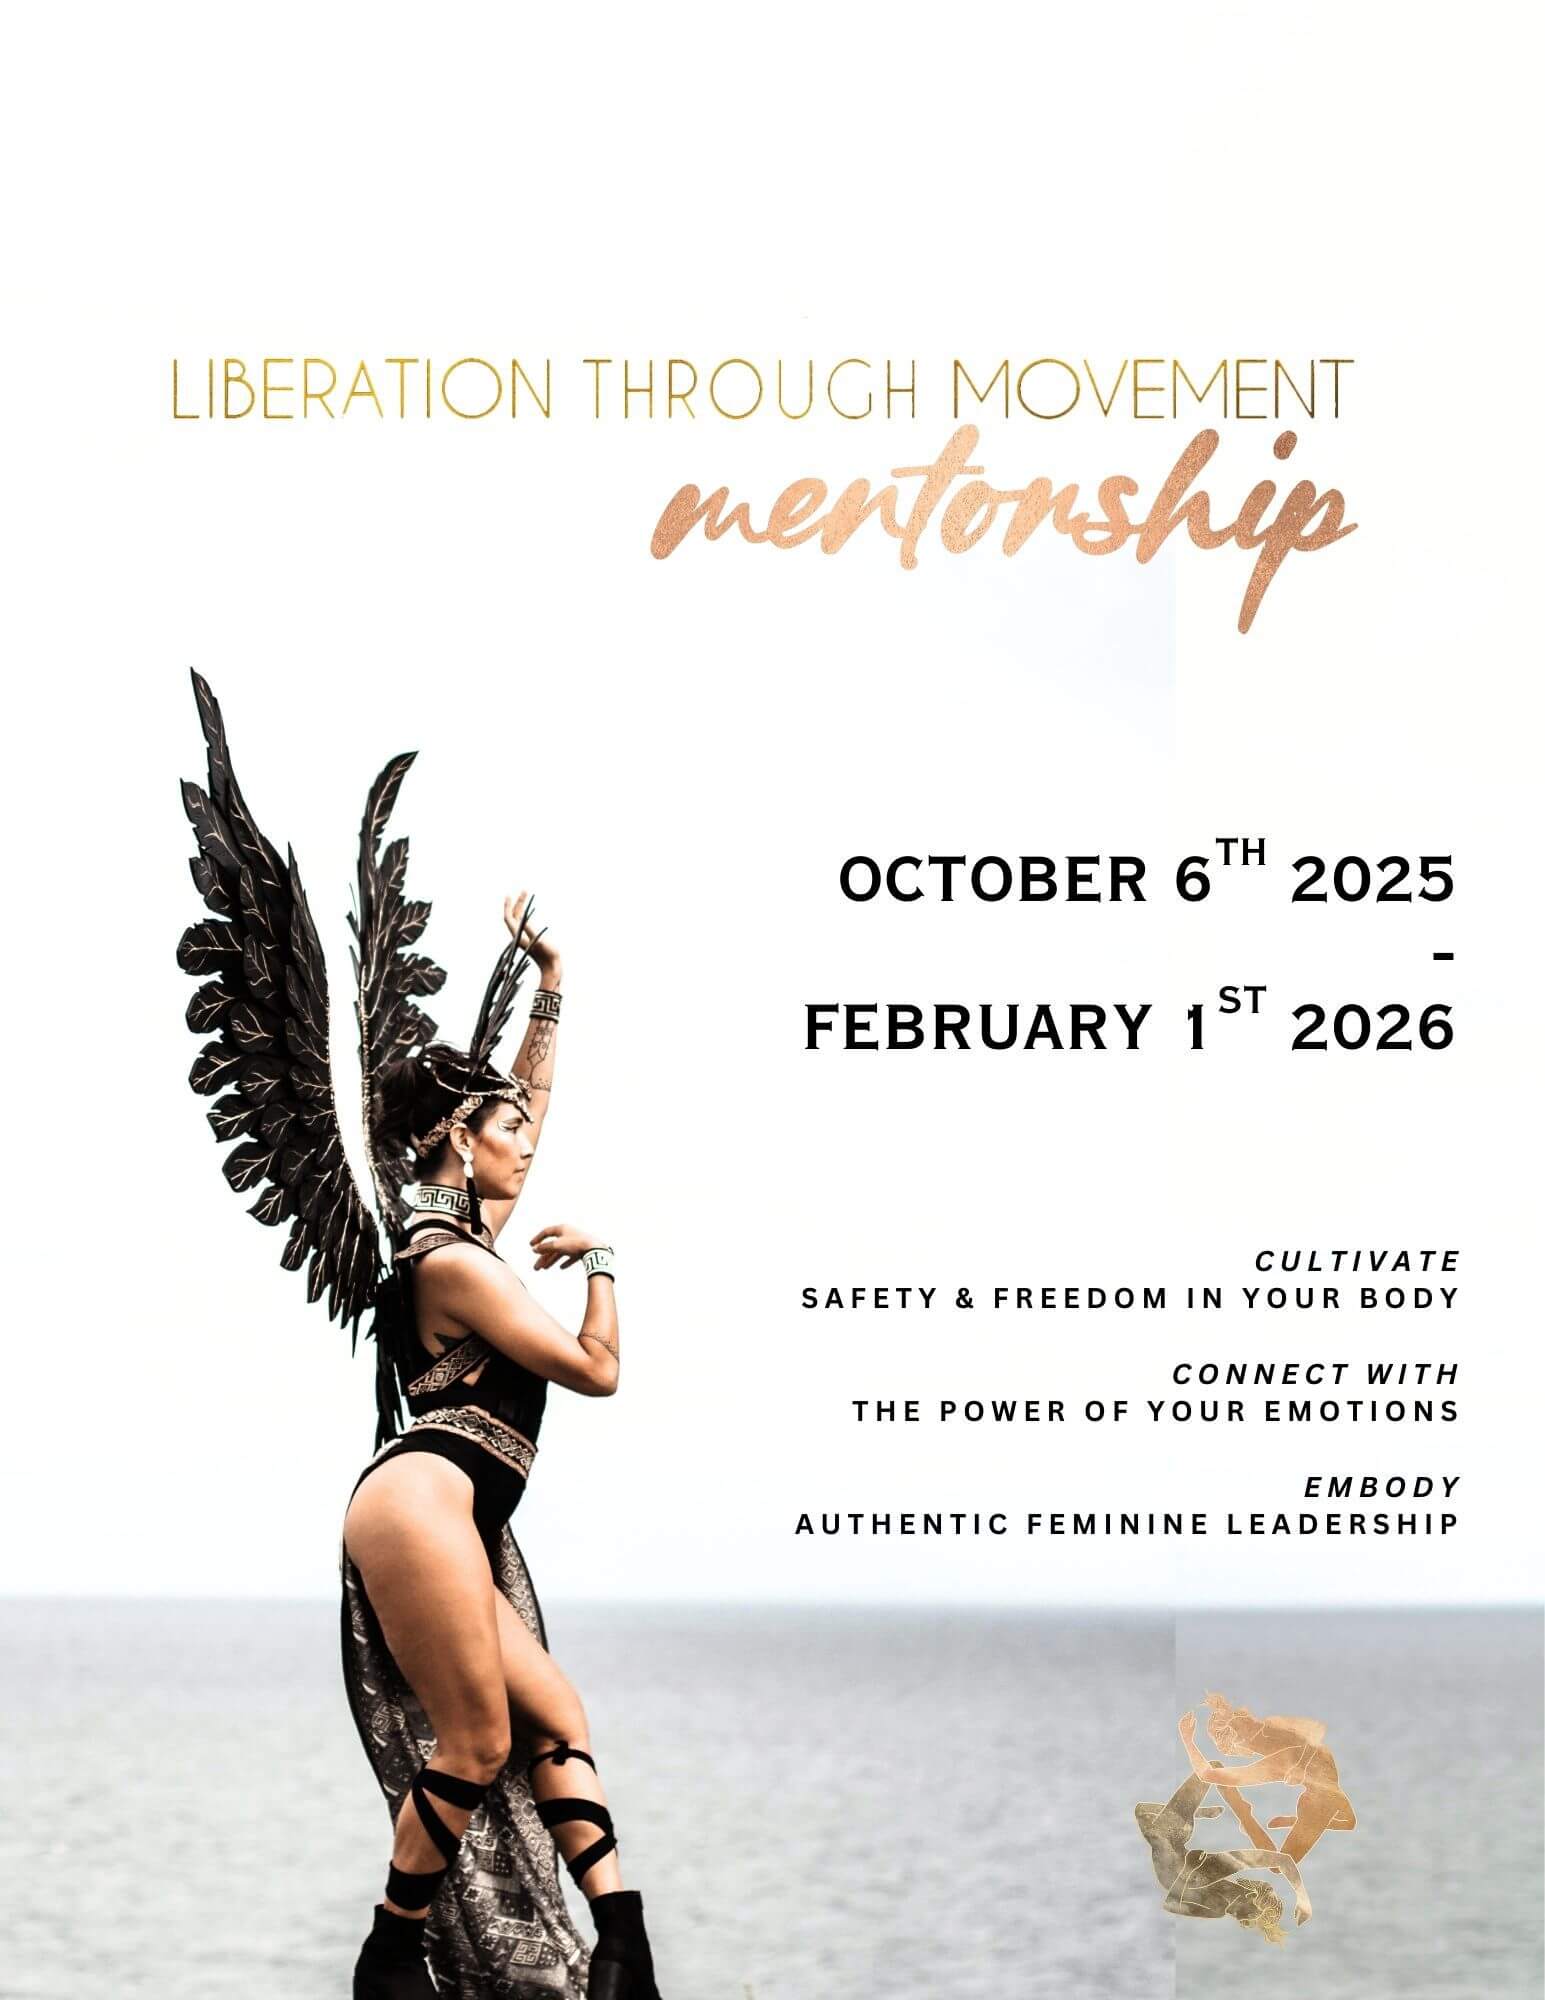 LIBERATION THROUGH MOVEMENT
mentorship
OCTOBER 6TH 2025
-
FEBRUARY 1ST 2026
CULTIVATE
SAFETY & FREEDOM IN YOUR BODY
CONNECT WITH
THE POWER OF YOUR EMOTIONS
EMBODY
AUTHENTIC FEMININE LEADERSHIP